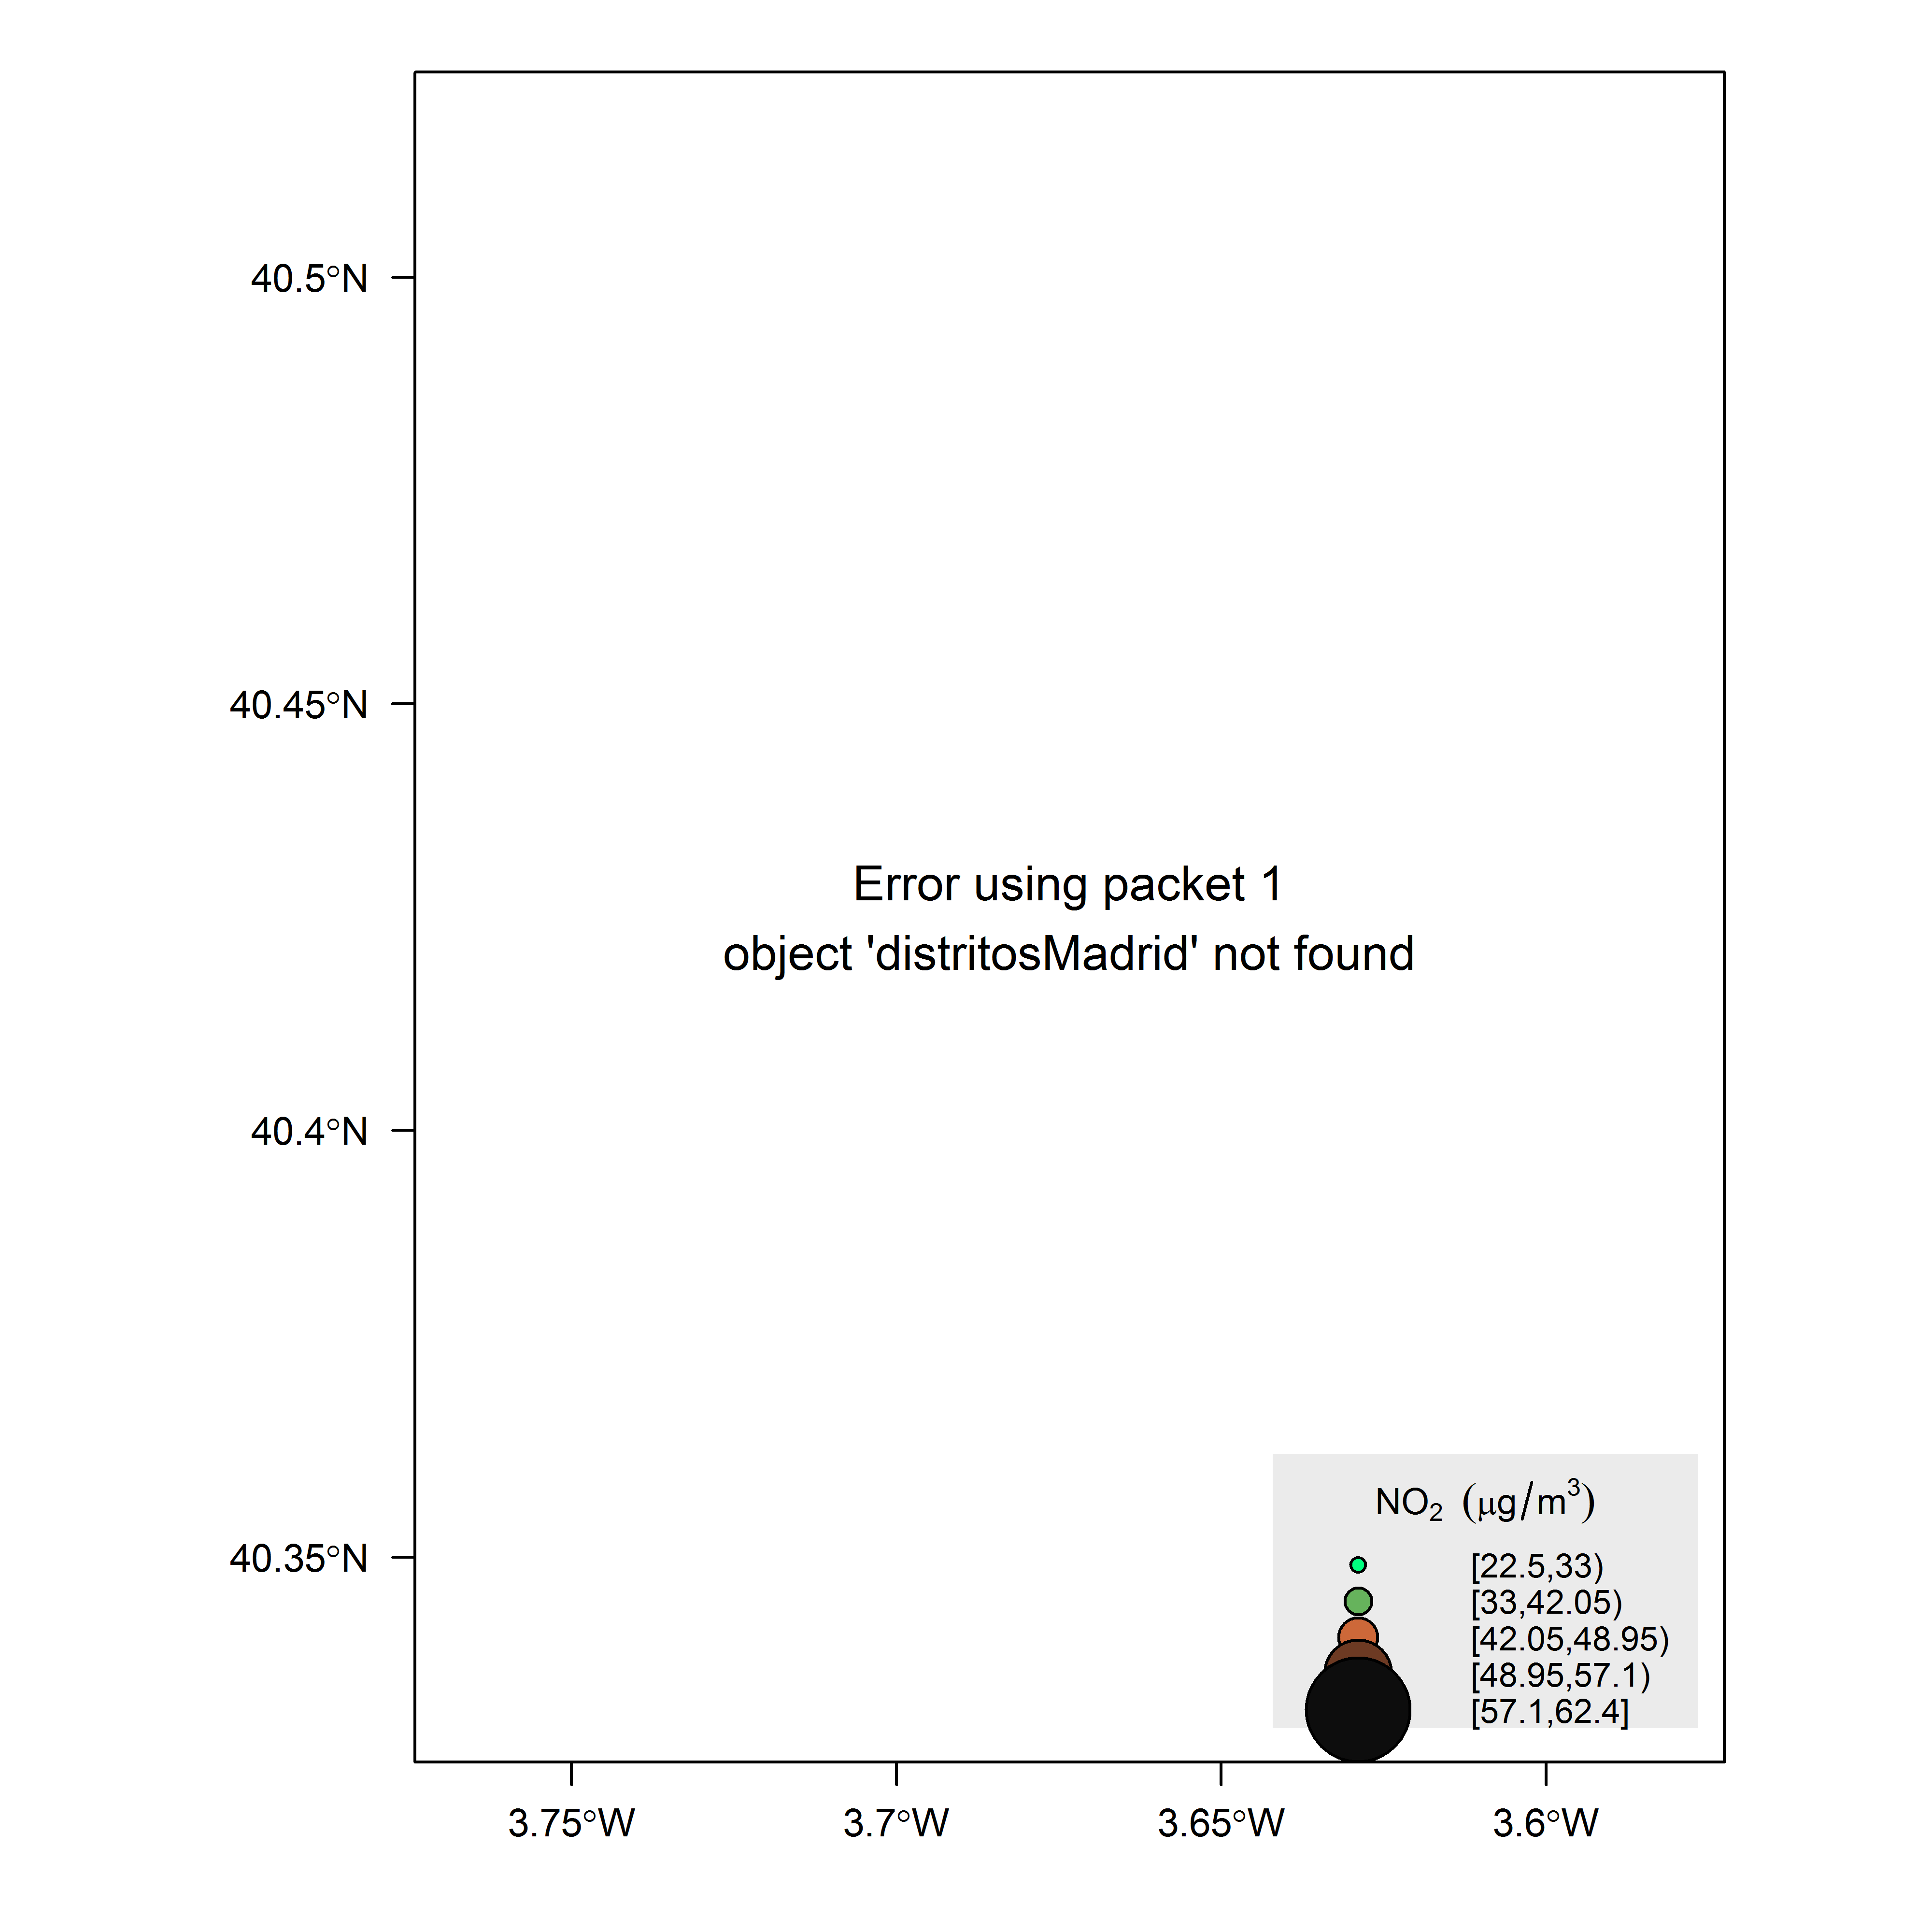 40.5°N
40.45°N
Error using packet 1
object 'distritosMadrid' not found
40.4°N
40.35°N
NO₂ (μg/m³)
[22.5,33)
[33,42.05)
[42.05,48.95)
[48.95,57.1)
[57.1,62.4]
3.75°W 3.7°W 3.65°W 3.6°W